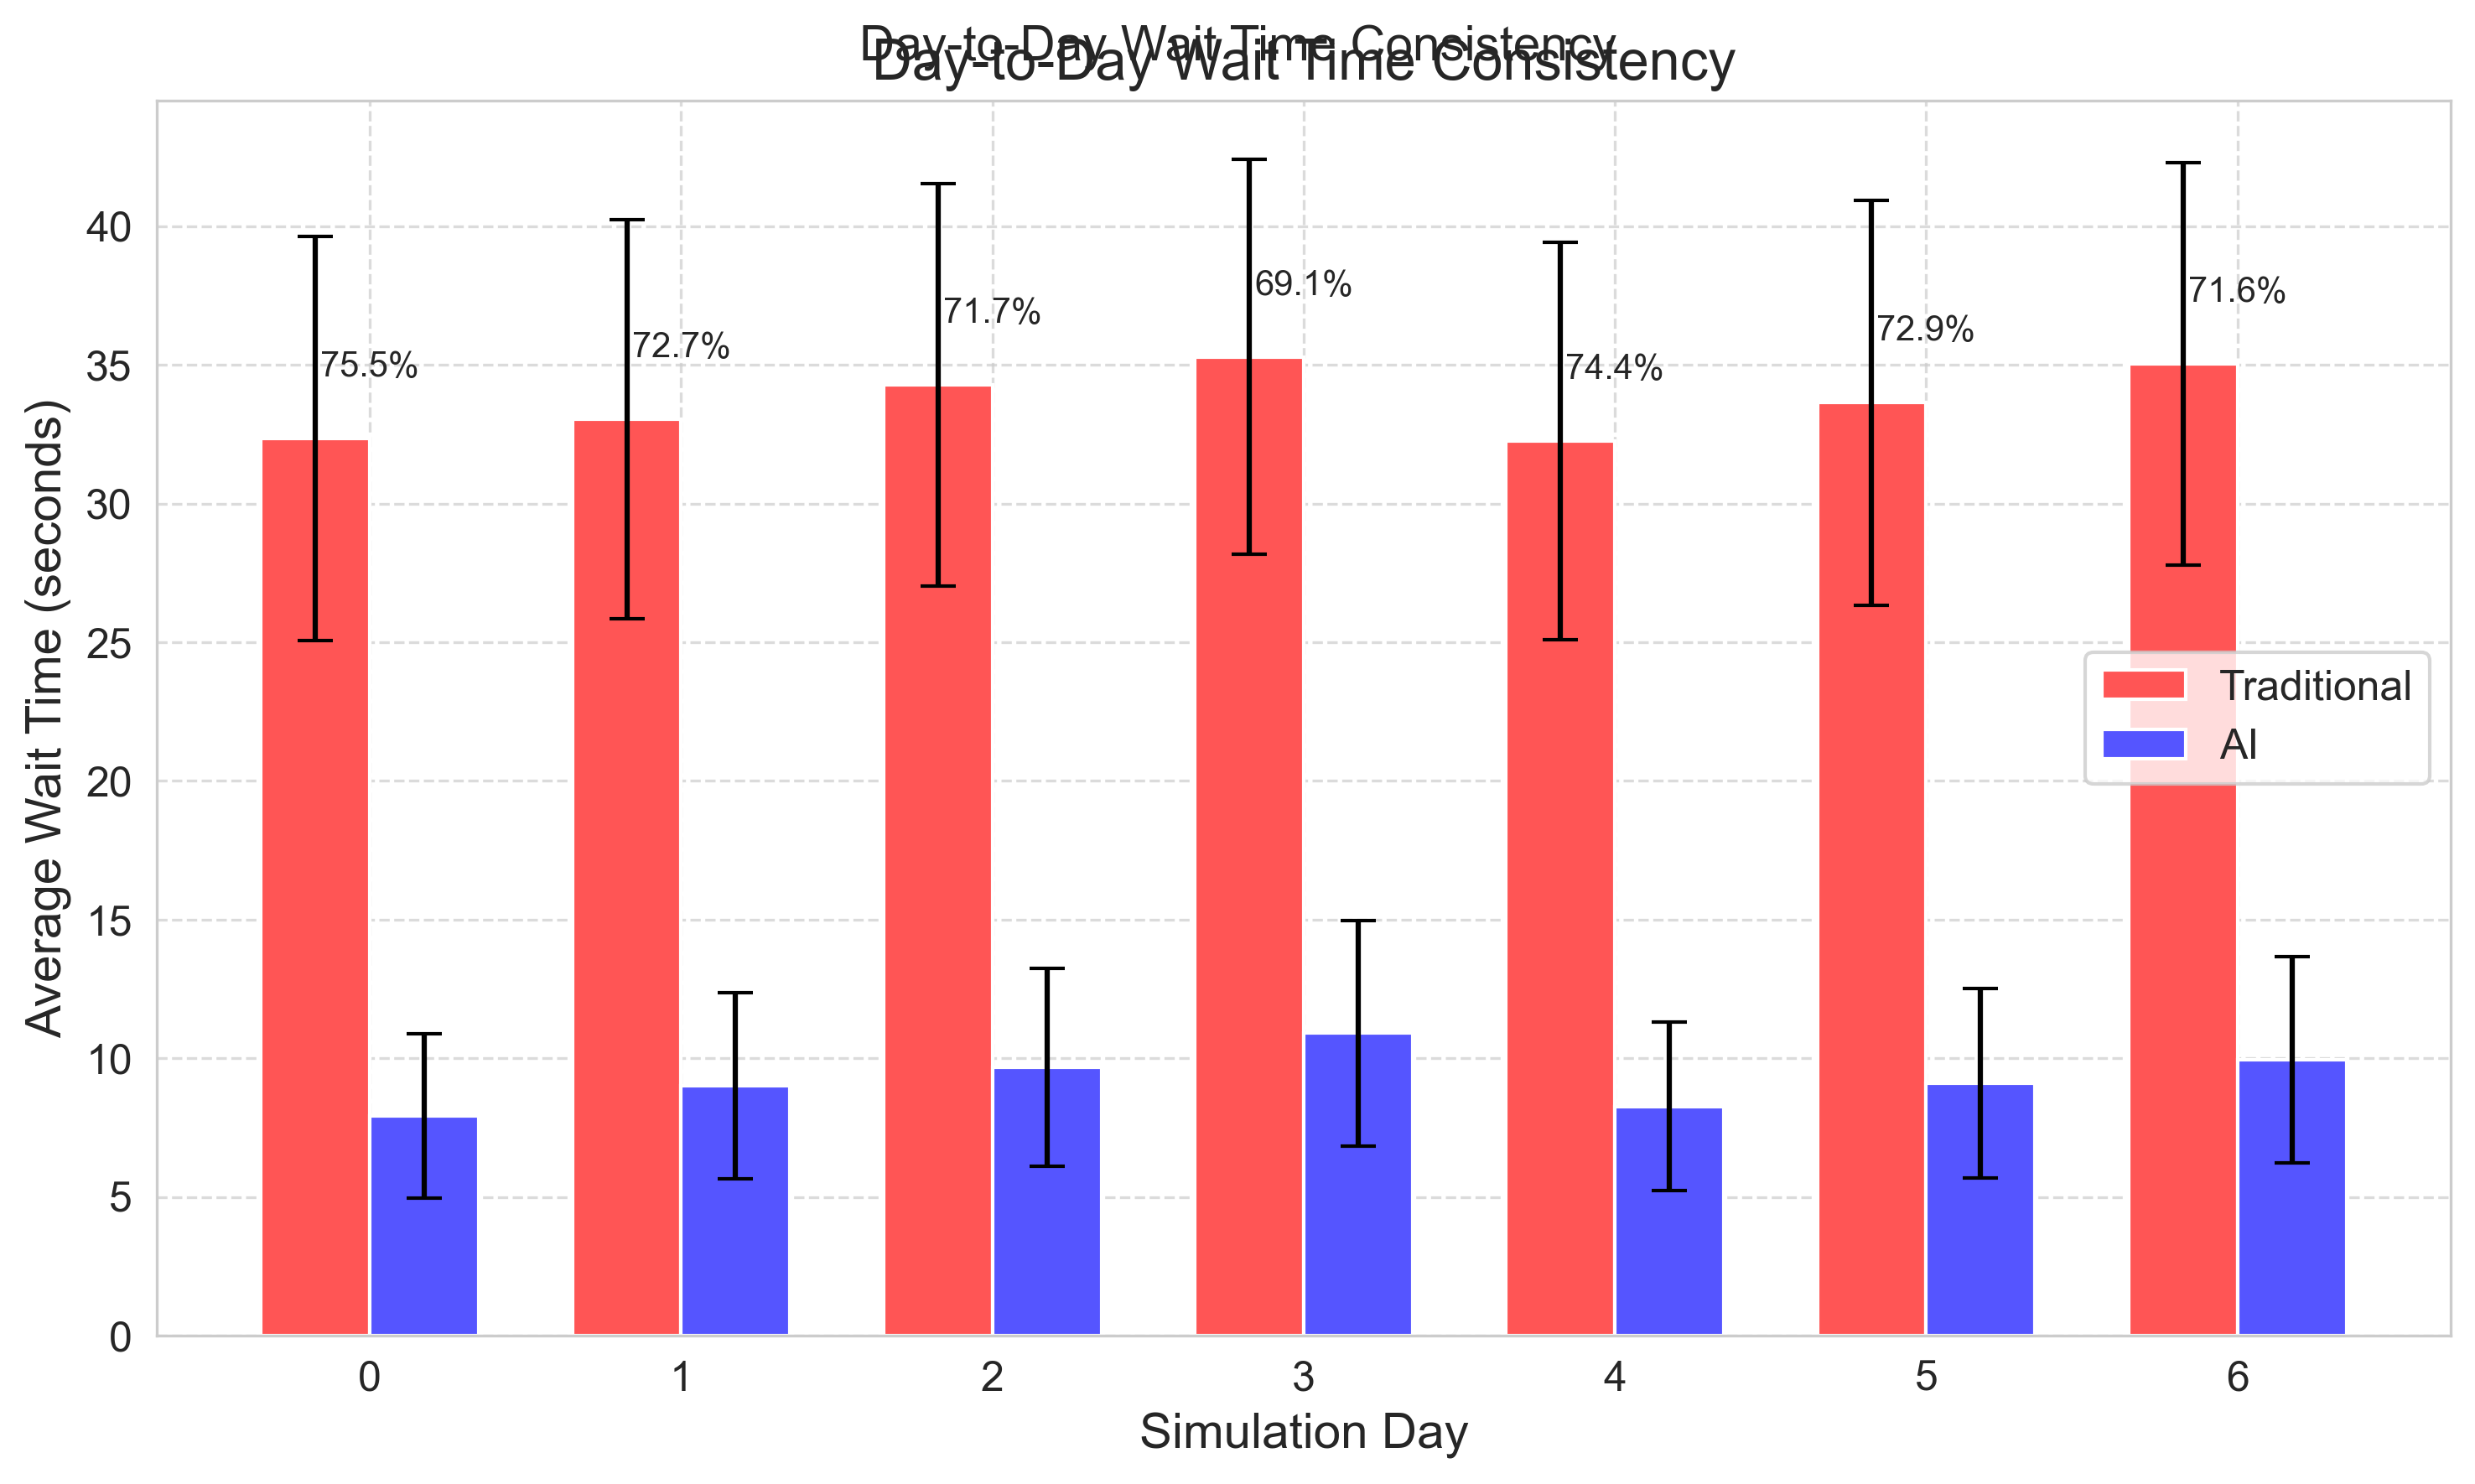 Day-to-Day Wait Time Consistency
Day-to-Day Wait Time Consistency
Average Wait Time (seconds)
40
35
30
25
20
15
10
5
0
75.5%
72.7%
71.7%
69.1%
74.4%
72.9%
71.6%
Traditional
AI
0 1 2 3 4 5 6
Simulation Day